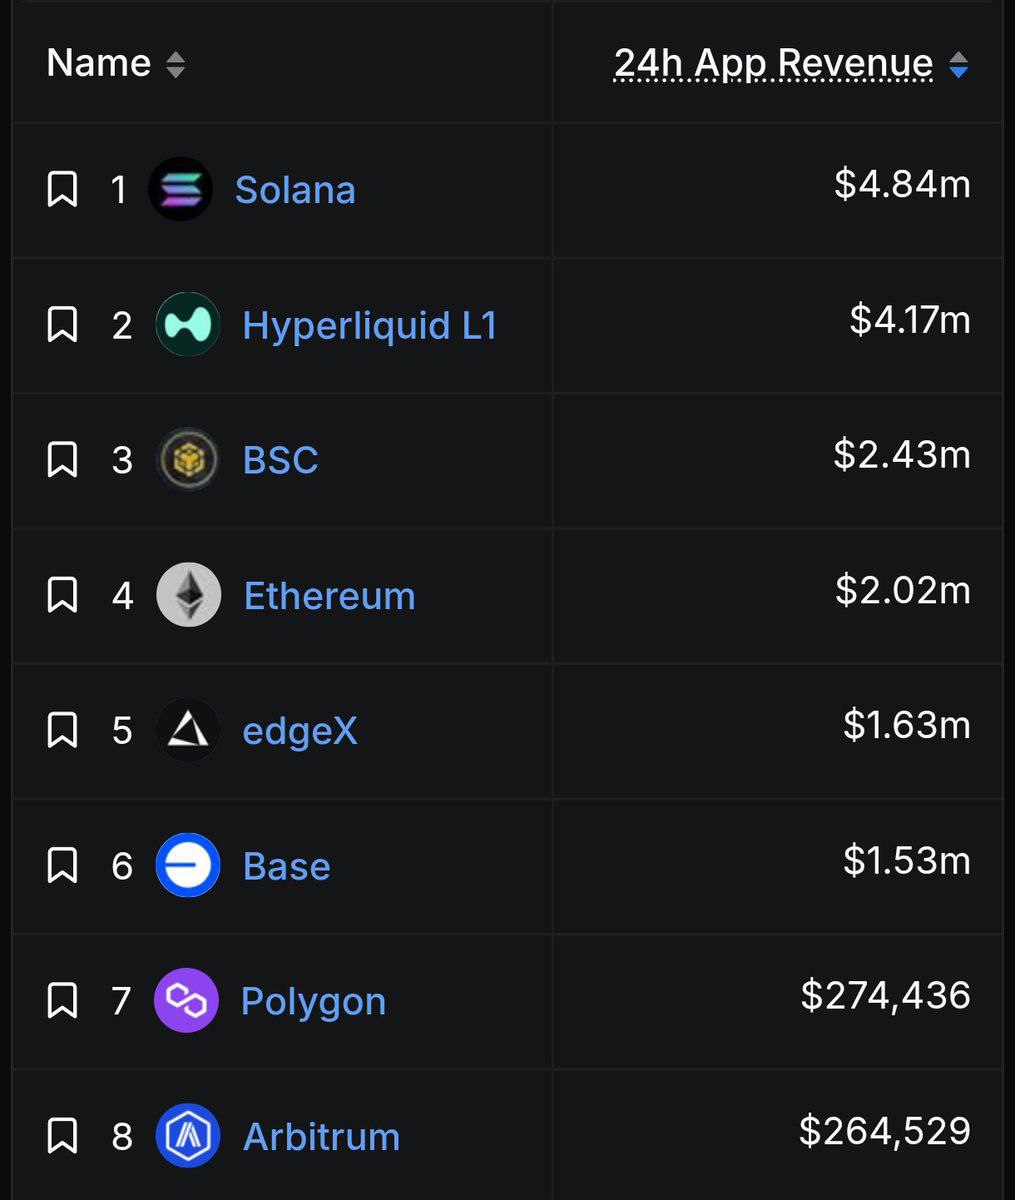 Name 24h App Revenue
1 Solana $4.84m
2 Hyperliquid L1 $4.17m
3 BSC $2.43m
4 Ethereum $2.02m
5 edgeX $1.63m
6 Base $1.53m
7 Polygon $274,436
8 Arbitrum $264,529